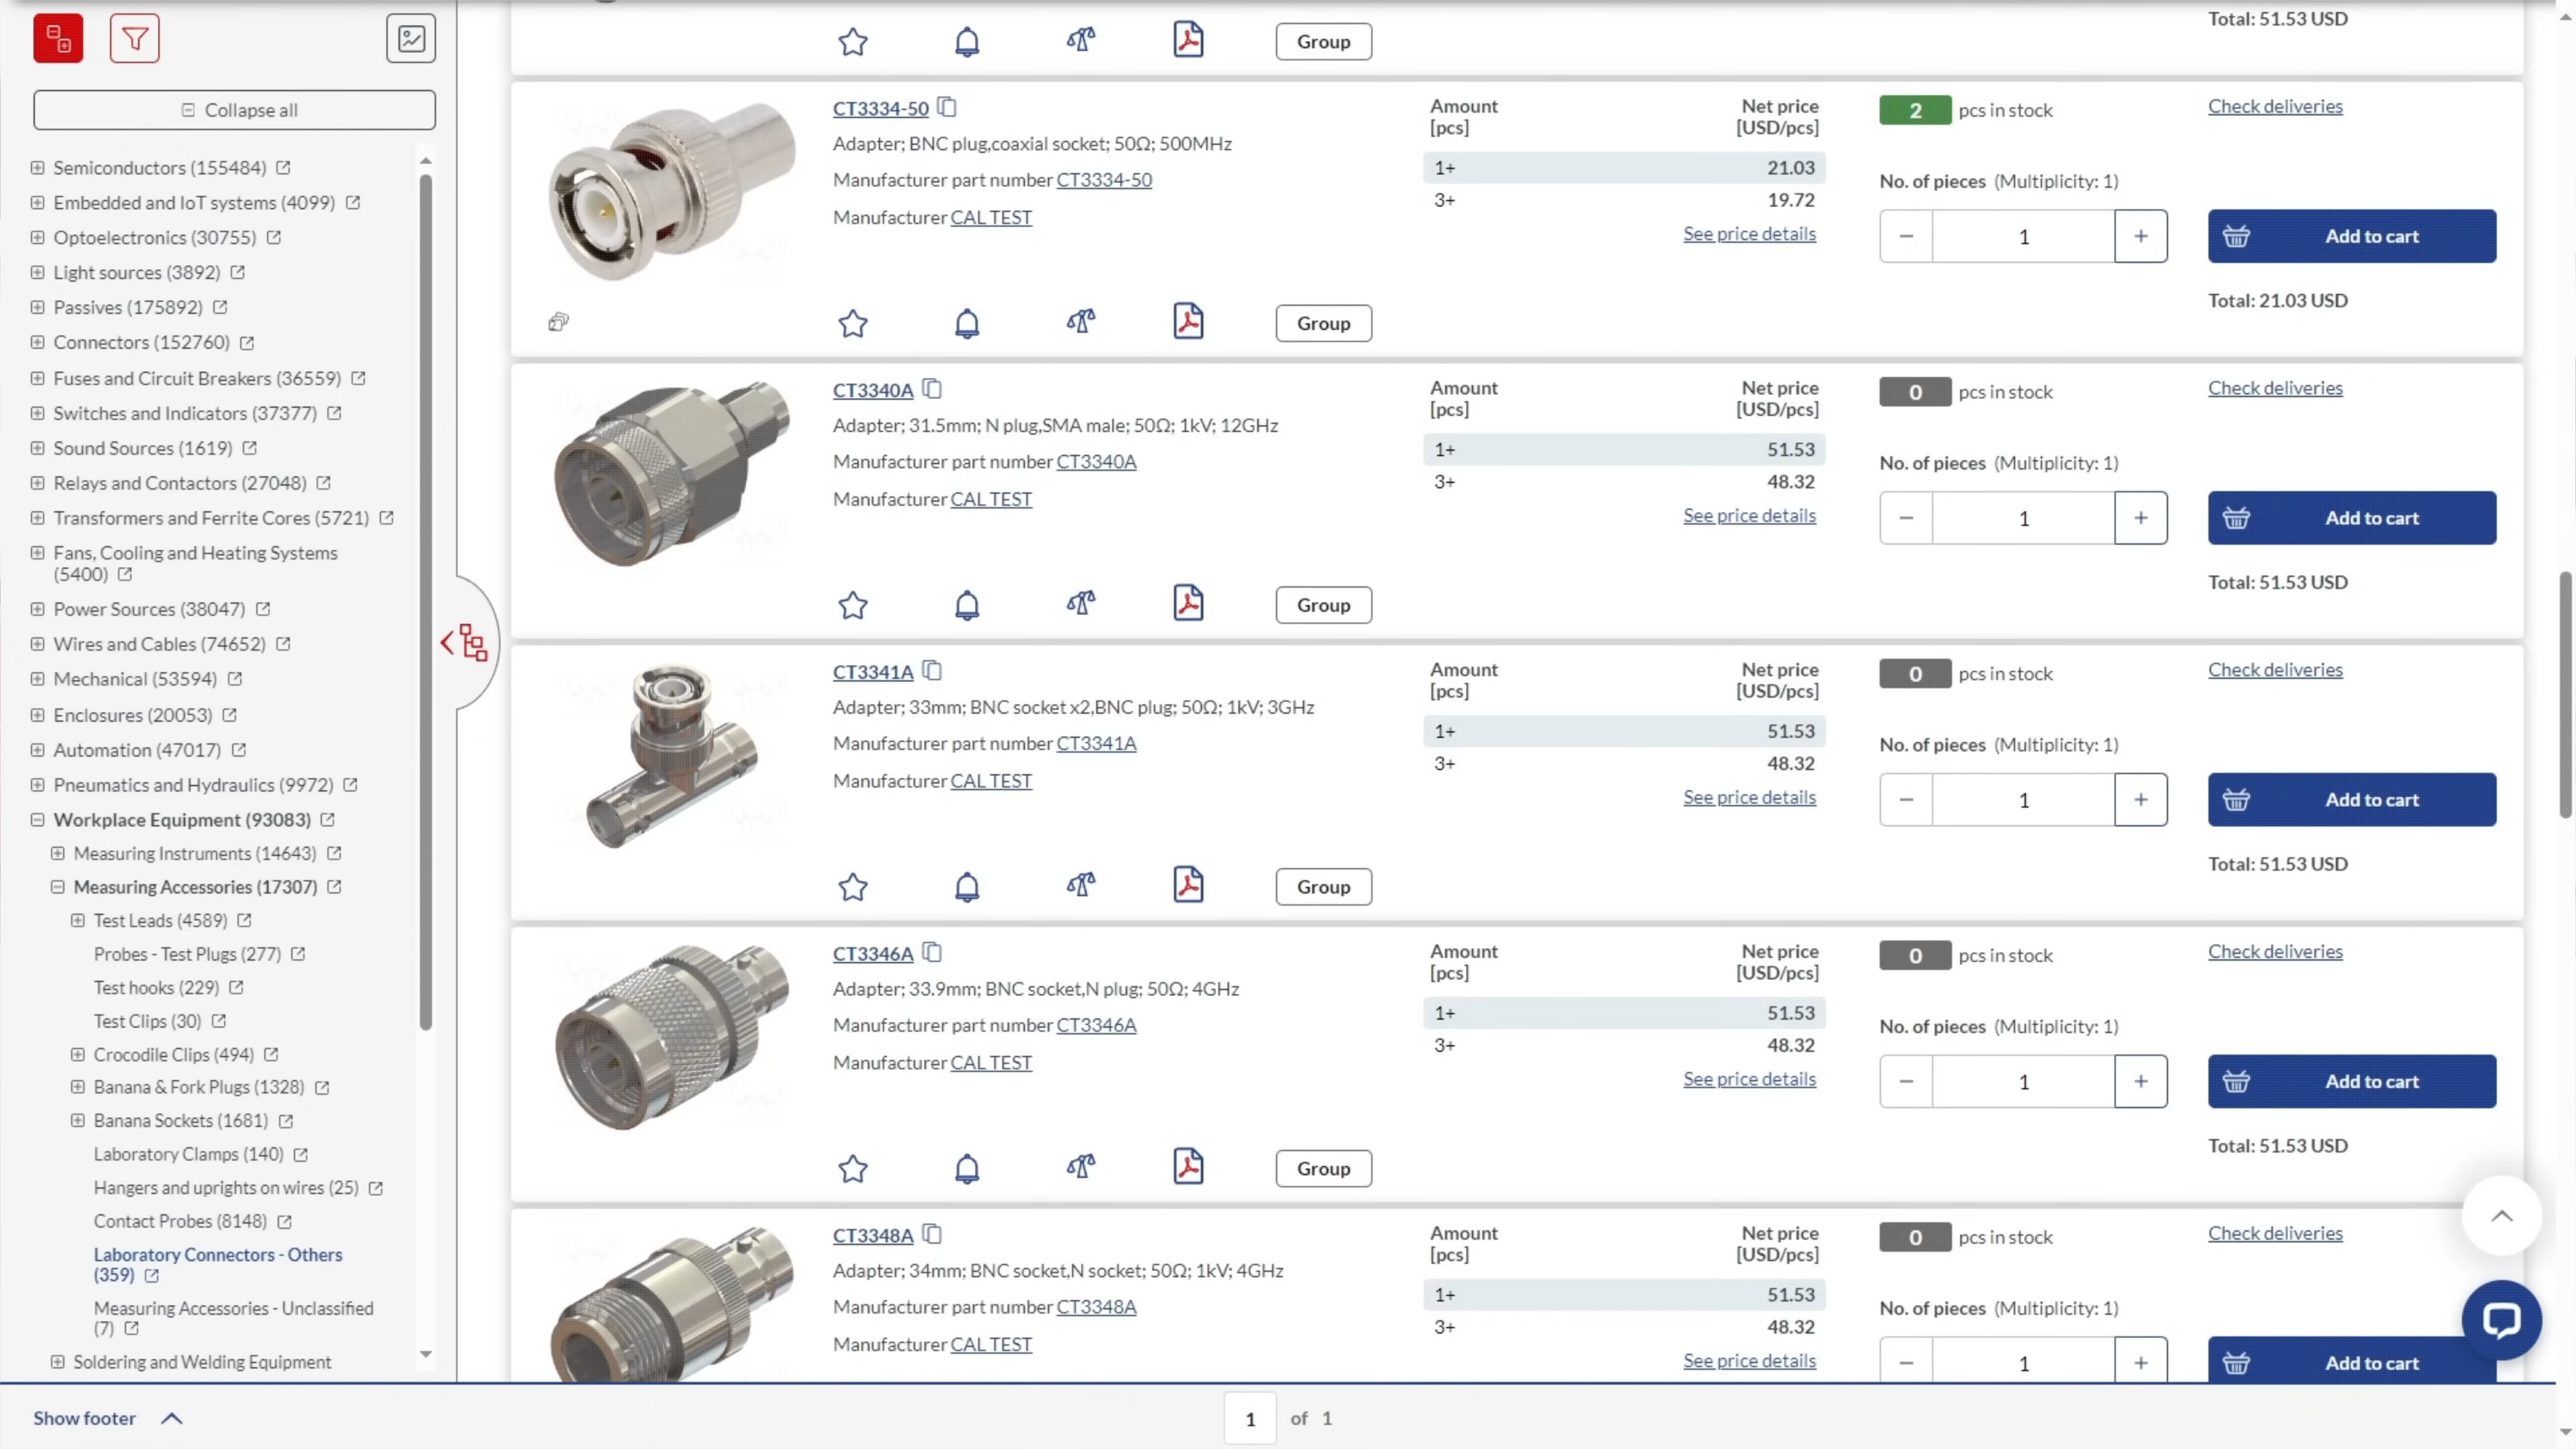 Collapse all
Semiconductors (155484)
Embedded and IoT systems (4099)
Optoelectronics (30755)
Light sources (3892)
Passives (175892)
Connectors (152760)
Fuses and Circuit Breakers (36559)
Switches and Indicators (37377)
Sound Sources (1619)
Relays and Contactors (27048)
Transformers and Ferrite Cores (5721)
Fans, Cooling and Heating Systems
(5400)
Power Sources (38047)
Wires and Cables (74652)
Mechanical (53594)
Enclosures (20053)
Automation (47017)
Pneumatics and Hydraulics (9972)
Workplace Equipment (93083)
Measuring Instruments (14643)
Measuring Accessories (17307)
Test Leads (4589)
Probes - Test Plugs (277)
Test hooks (229)
Test Clips (30)
Crocodile Clips (494)
Banana & Fork Plugs (1328)
Banana Sockets (1681)
Laboratory Clamps (140)
Hangers and uprights on wires (25)
Contact Probes (8148)
Laboratory Connectors - Others
(359)
Measuring Accessories - Unclassified
(7)
Soldering and Welding Equipment
Group
Total: 51.53 USD
CT3334-50
Adapter; BNC plug,coaxial socket; 50Ω; 500MHz
Manufacturer part number CT3334-50
Manufacturer CAL TEST
Group
Amount
[pcs]
Net price
[USD/pcs]
1+ 21.03
3+ 19.72
See price details
2 pcs in stock
No. of pieces (Multiplicity: 1)
− 1 +
Check deliveries
Add to cart
Total: 21.03 USD
CT3340A
Adapter; 31.5mm; N plug,SMA male; 50Ω; 1kV; 12GHz
Manufacturer part number CT3340A
Manufacturer CAL TEST
Group
Amount
[pcs]
Net price
[USD/pcs]
1+ 51.53
3+ 48.32
See price details
0 pcs in stock
No. of pieces (Multiplicity: 1)
− 1 +
Check deliveries
Add to cart
Total: 51.53 USD
CT3341A
Adapter; 33mm; BNC socket x2,BNC plug; 50Ω; 1kV; 3GHz
Manufacturer part number CT3341A
Manufacturer CAL TEST
Group
Amount
[pcs]
Net price
[USD/pcs]
1+ 51.53
3+ 48.32
See price details
0 pcs in stock
No. of pieces (Multiplicity: 1)
− 1 +
Check deliveries
Add to cart
Total: 51.53 USD
CT3346A
Adapter; 33.9mm; BNC socket,N plug; 50Ω; 4GHz
Manufacturer part number CT3346A
Manufacturer CAL TEST
Group
Amount
[pcs]
Net price
[USD/pcs]
1+ 51.53
3+ 48.32
See price details
0 pcs in stock
No. of pieces (Multiplicity: 1)
− 1 +
Check deliveries
Add to cart
Total: 51.53 USD
CT3348A
Adapter; 34mm; BNC socket,N socket; 50Ω; 1kV; 4GHz
Manufacturer part number CT3348A
Manufacturer CAL TEST
Amount
[pcs]
Net price
[USD/pcs]
1+ 51.53
3+ 48.32
See price details
0 pcs in stock
No. of pieces (Multiplicity: 1)
− 1 +
Check deliveries
Add to cart
Show footer
1 of 1